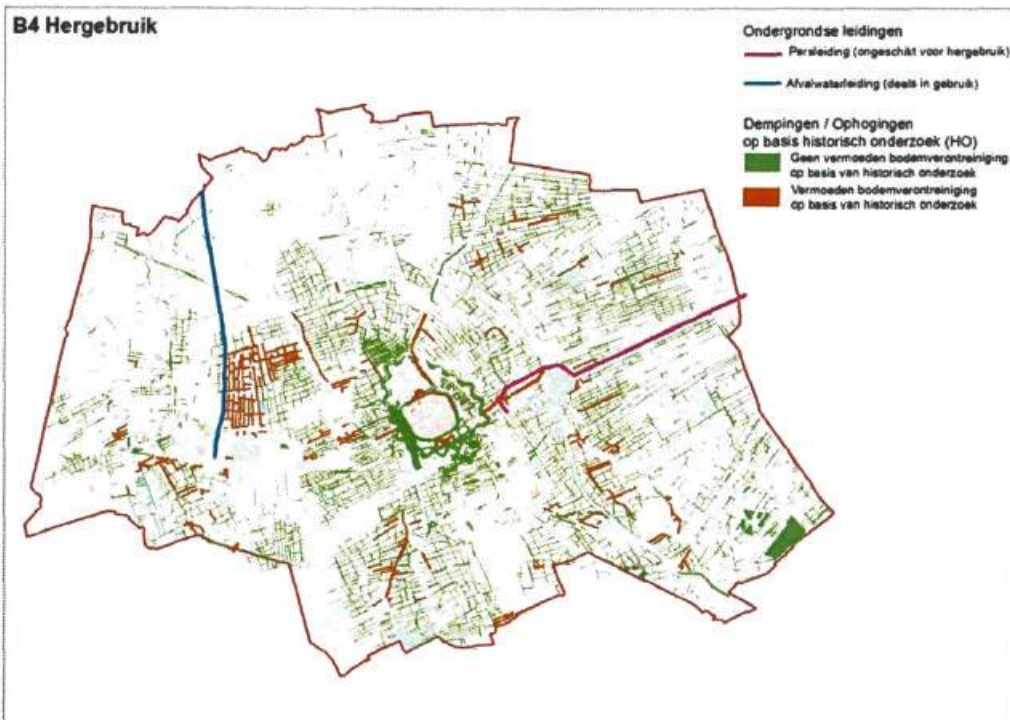 B4 Hergebruik
Ondergrondse leidingen
Persleiding (ongeschikt voor hergebruik)
Afvalwaterleiding (deels in gebruik)
Dempingen / Ophogingen
op basis historisch onderzoek (HO)
Geen vermoeden bodemverontreiniging
op basis van historisch onderzoek
Vermoeden bodemverontreiniging
op basis van historisch onderzoek